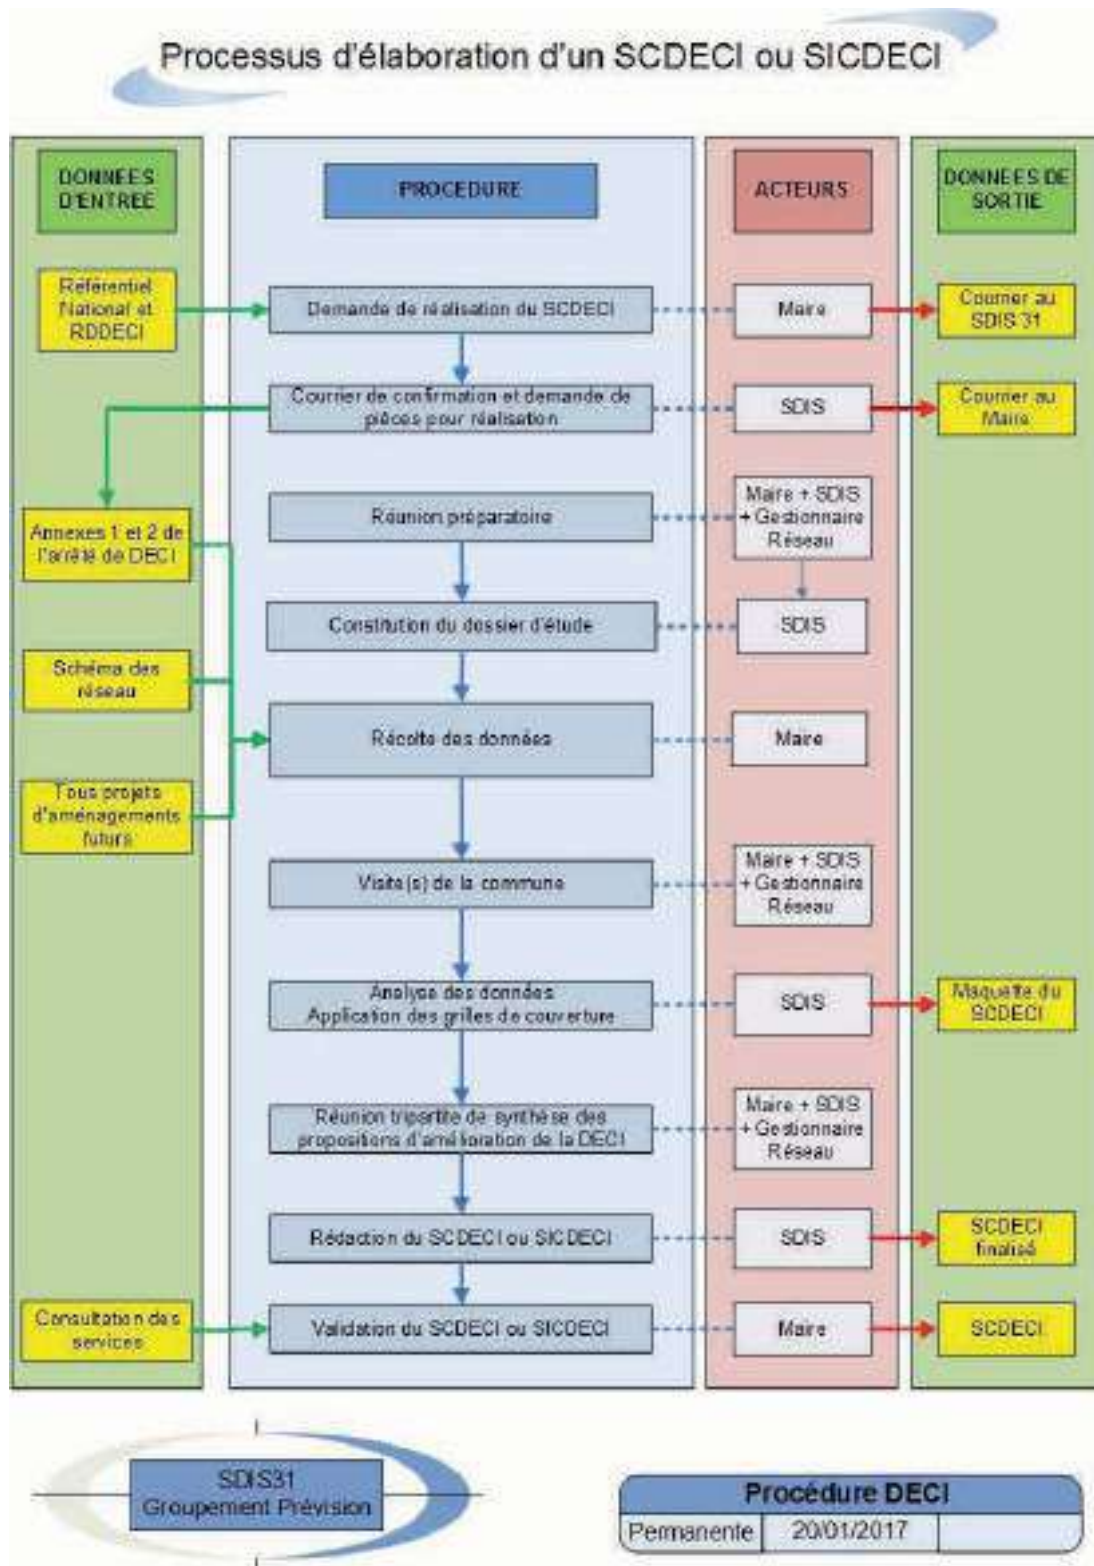 Processus d'élaboration d'un SCDECI ou SICDECI
DONNEES
D'ENTREE
PROCEDURE
ACTEURS
DONNEES DE
SORTIE
Référentiel
National et
RDDECI
Demande de réalisation du SCDECI
Maire
Courrier au
SDIS 31
Courrier de confirmation et demande de
pièces pour réalisation
SDIS
Courrier au
Maire
Annexes 1 et 2 de
l'arrêté de DECI
Réunion préparatoire
Maire + SDIS
+ Gestionnaire
Réseau
Constitution du dossier d'étude
SDIS
Schéma des
réseau
Récolte des données
Maire
Tous projets
d'aménagements
futurs
Visite(s) de la commune
Maire + SDIS
+ Gestionnaire
Réseau
Analyse des données
Application des grilles de couverture
SDIS
Maquette du
SCDECI
Réunion tripartite de synthèse des
propositions d'amélioration de la DECI
Maire + SDIS
+ Gestionnaire
Réseau
Rédaction du SCDECI ou SICDECI
SDIS
SCDECI
finalisé
Consultation des
services
Validation du SCDECI ou SICDECI
Maire
SCDECI
SDIS31
Groupement Prévision
Procédure DECI
Permanente 20/01/2017